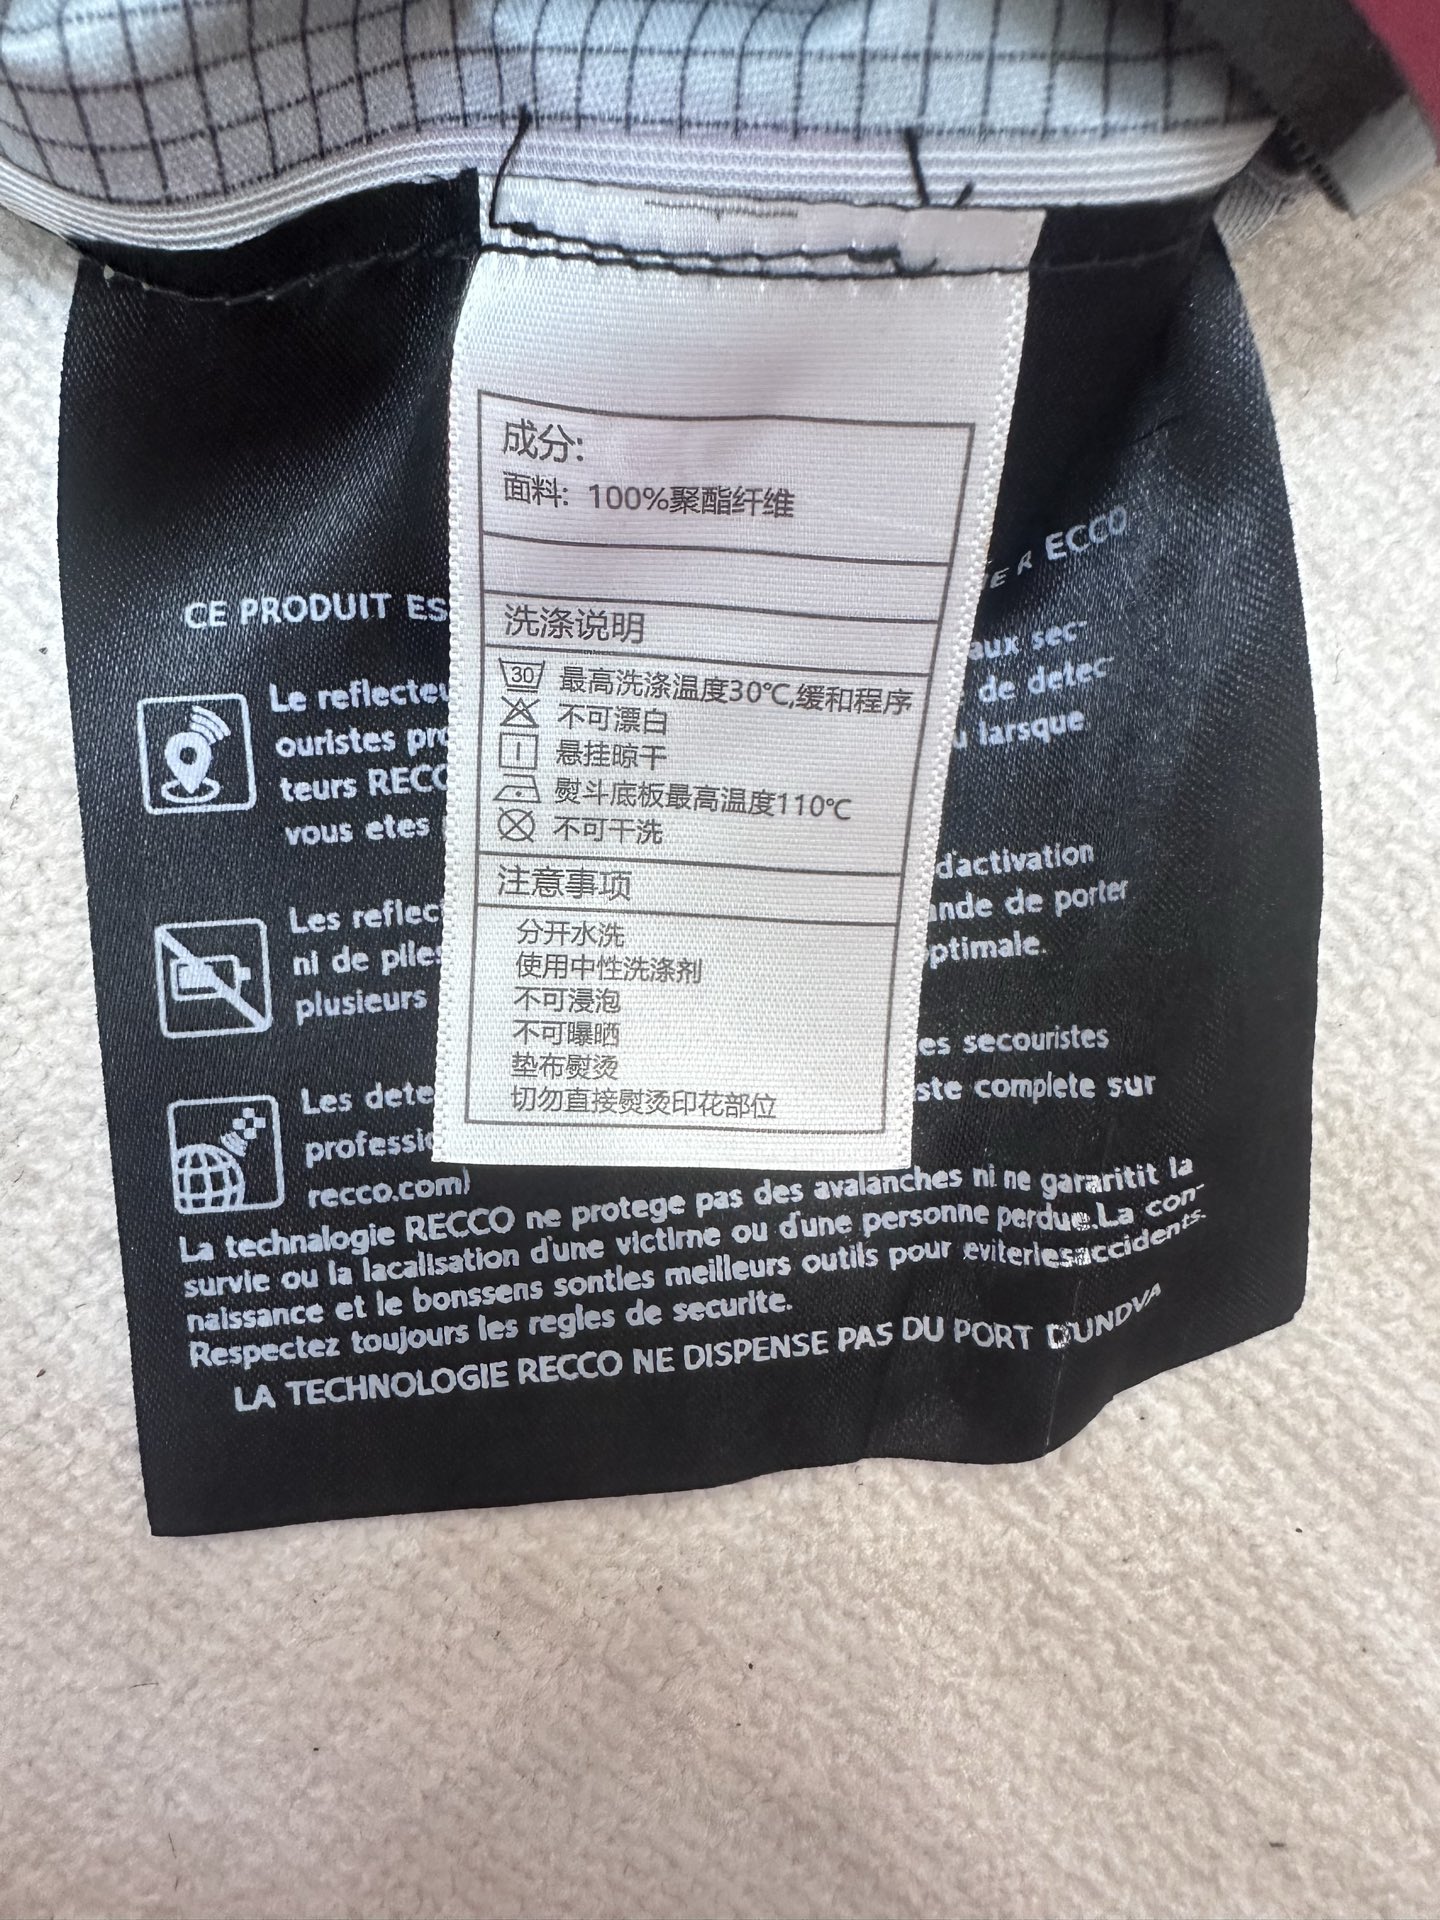 成分:
面料: 100%聚酯纤维
洗涤说明
30 最高洗涤温度30℃,缓和程序
不可漂白
悬挂晾干
熨斗底板最高温度110℃
不可干洗
注意事项
分开水洗
使用中性洗涤剂
不可浸泡
不可曝晒
垫布熨烫
切勿直接熨烫印花部位
CE PRODUIT ES
ECCO
Le reflecteu aux sec-
ouristes pro de detec
teurs RECC larsque
vous etes
Les reflec d'activation
ni de piles ande de porter
plusieurs optimale.
Les dete es secouristes
professio ste complete sur
recco.com)
La technalogie RECCO ne protege pas des avalanches ni ne gararitit la
survie ou la lacalisation d'une victime ou d'une personne perdue.La con-
naissance et le bonssens sontles meilleurs outils pour eviterlesaccidents.
Respectez toujours les regles de securite.
LA TECHNOLOGIE RECCO NE DISPENSE PAS DU PORT D'UNDVA